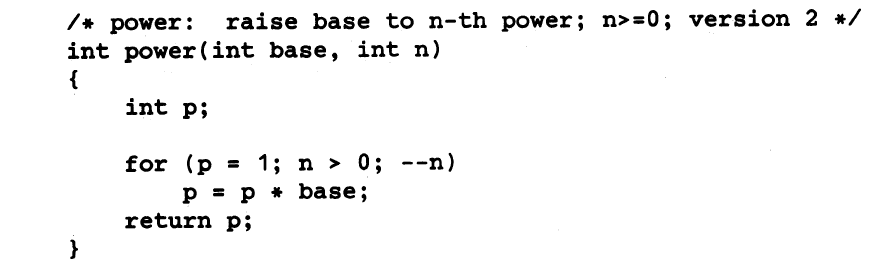 /* power:  raise base to n-th power; n>=0; version 2 */
int power(int base, int n)
{
    int p;

    for (p = 1; n > 0; --n)
        p = p * base;
    return p;
}